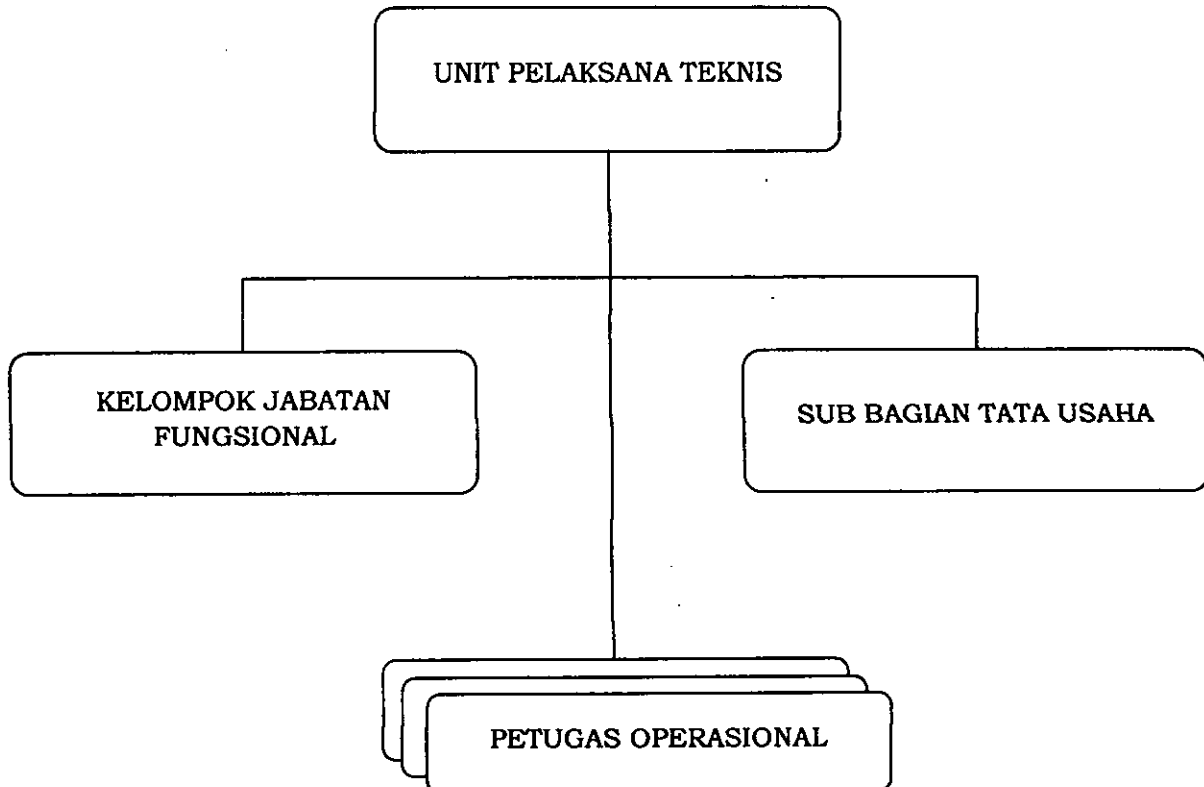 UNIT PELAKSANA TEKNIS
KELOMPOK JABATAN
FUNGSIONAL
SUB BAGIAN TATA USAHA
PETUGAS OPERASIONAL